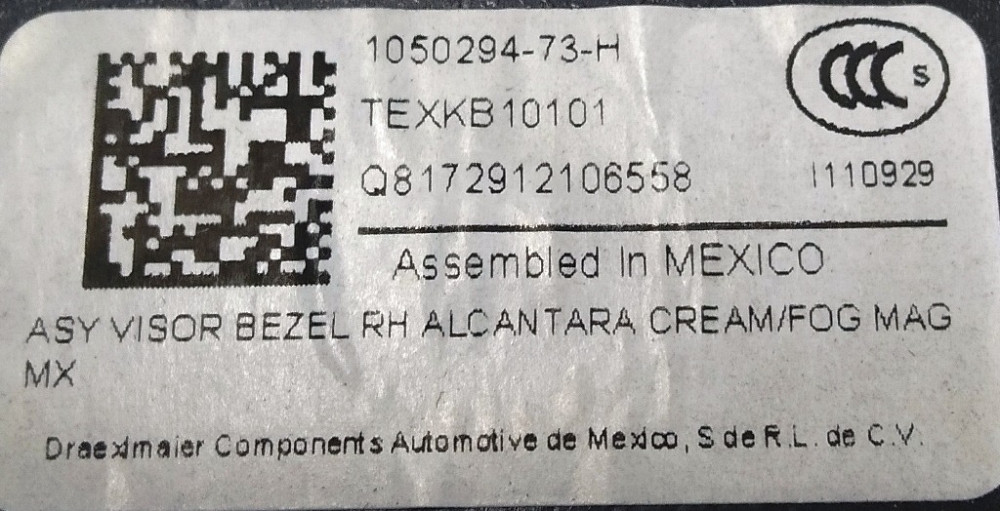 1050294-73-H
TEXKB10101
Q8172912106558
CCC S
I110929
Assembled In MEXICO
ASY VISOR BEZEL RH ALCANTARA CREAM/FOG MAG
MX
Draexlmaier Components Automotive de Mexico, S de R.L. de C.V.